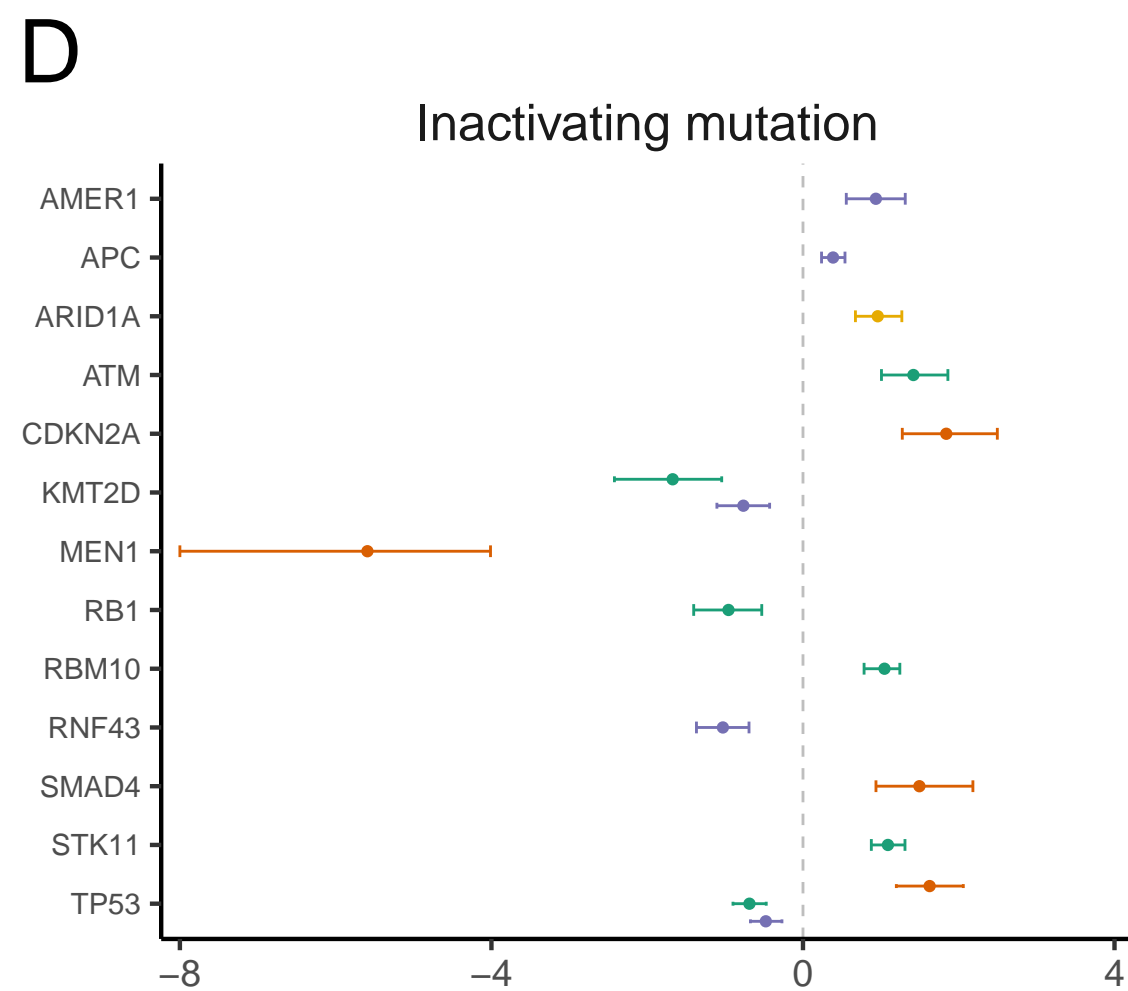 D
Inactivating mutation
AMER1
APC
ARID1A
ATM
CDKN2A
KMT2D
MEN1
RB1
RBM10
RNF43
SMAD4
STK11
TP53
−8 −4 0 4